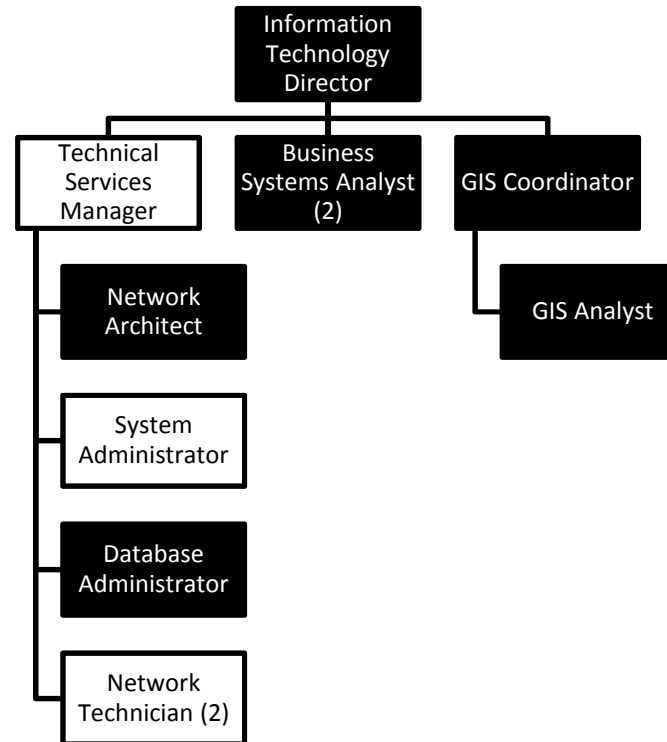 Information
Technology
Director
Technical
Services
Manager
Business
Systems Analyst
(2)
GIS Coordinator
Network
Architect
GIS Analyst
System
Administrator
Database
Administrator
Network
Technician (2)